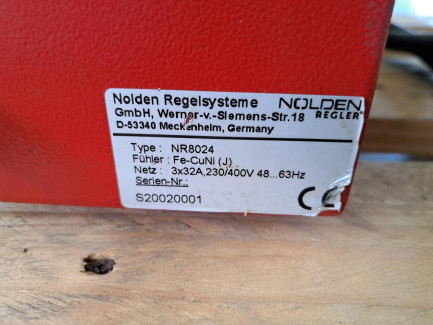 Nolden Regelsysteme NOLDEN
GmbH, Werner-v.-Siemens-Str.18 REGLER
D-53340 Meckenheim, Germany
Type : NR8024
Fühler : Fe-CuNi (J)
Netz : 3x32A,230/400V 48...63Hz
Serien-Nr.:
S20020001
CE